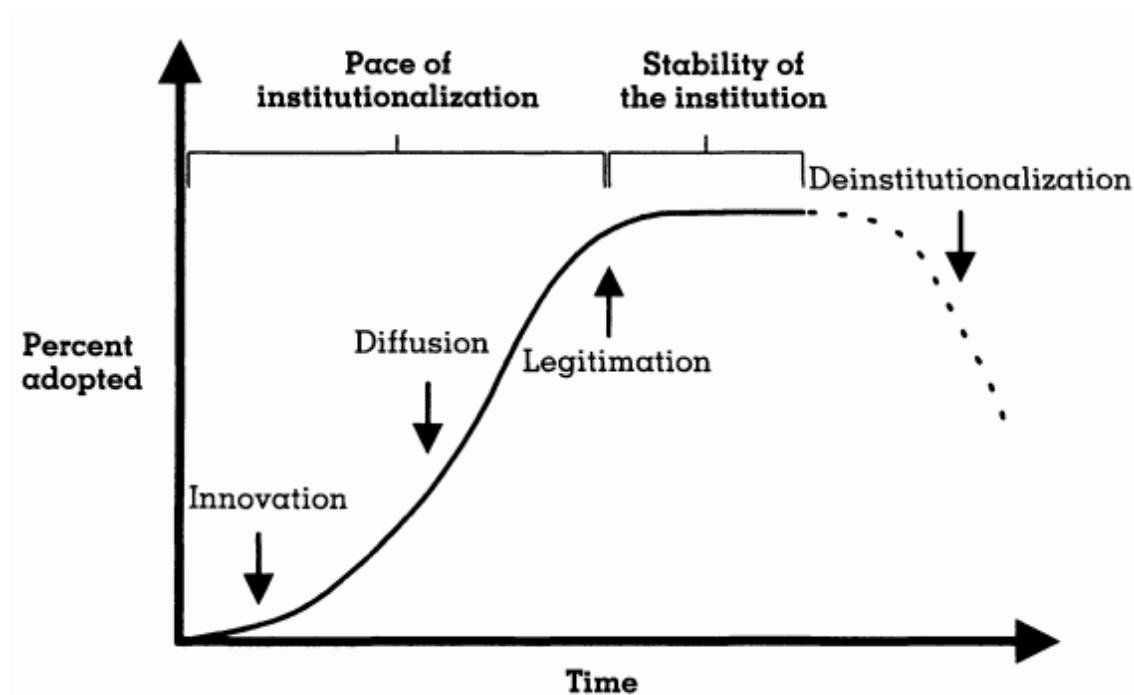 Pace of
institutionalization
Stability of
the institution
Deinstitutionalization
Diffusion
Legitimation
Percent
adopted
Innovation
Time